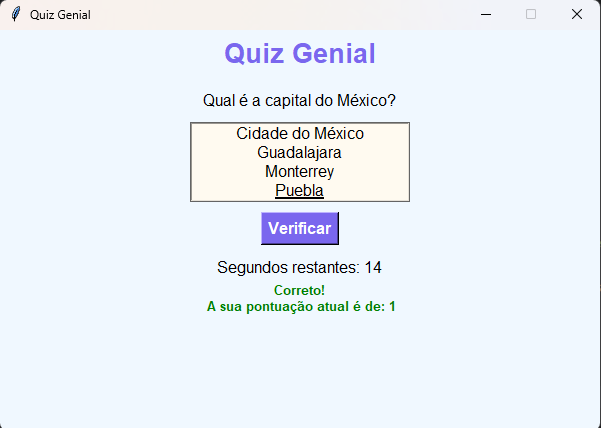 Quiz Genial
Quiz Genial
Qual é a capital do México?
Cidade do México
Guadalajara
Monterrey
Puebla
Verificar
Segundos restantes: 14
Correto!
A sua pontuação atual é de: 1